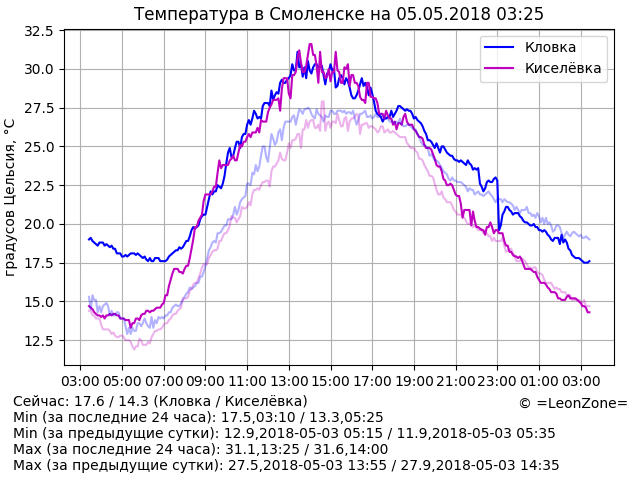 Температура в Смоленске на 05.05.2018 03:25
градусов Цельсия, °C
32.5
30.0
27.5
25.0
22.5
20.0
17.5
15.0
12.5
Кловка
Киселёвка
03:00 05:00 07:00 09:00 11:00 13:00 15:00 17:00 19:00 21:00 23:00 01:00 03:00
Сейчас: 17.6 / 14.3 (Кловка / Киселёвка)
© =LeonZone=
Min (за последние 24 часа): 17.5,03:10 / 13.3,05:25
Min (за предыдущие сутки): 12.9,2018-05-03 05:15 / 11.9,2018-05-03 05:35
Max (за последние 24 часа): 31.1,13:25 / 31.6,14:00
Max (за предыдущие сутки): 27.5,2018-05-03 13:55 / 27.9,2018-05-03 14:35